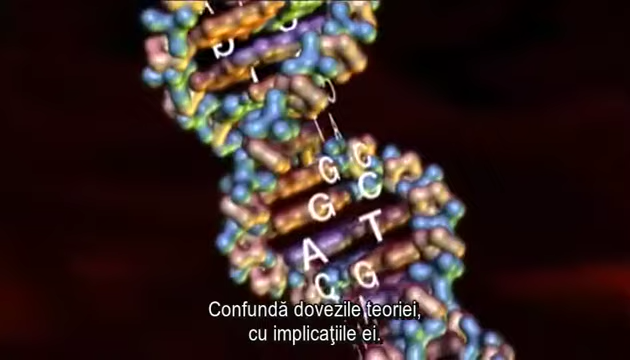 G C
G C
A T
C G
Confundă dovezile teoriei,
cu implicaţiile ei.